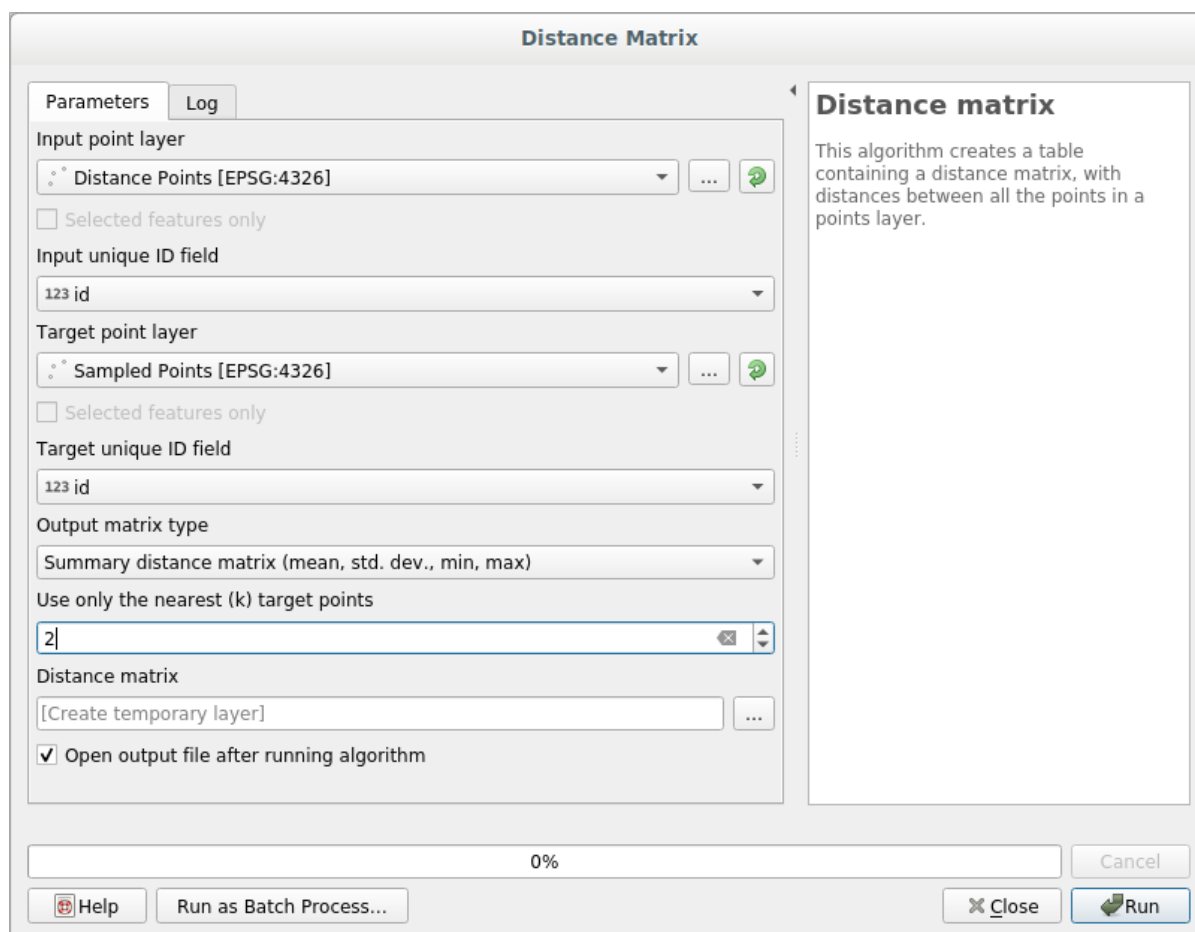 Distance Matrix
Parameters
Log
Input point layer
Distance Points [EPSG:4326]
...
Selected features only
Input unique ID field
123 id
Target point layer
Sampled Points [EPSG:4326]
...
Selected features only
Target unique ID field
123 id
Output matrix type
Summary distance matrix (mean, std. dev., min, max)
Use only the nearest (k) target points
2
Distance matrix
[Create temporary layer]
...
Open output file after running algorithm
Distance matrix
This algorithm creates a table
containing a distance matrix, with
distances between all the points in a
points layer.
0%
Cancel
Help
Run as Batch Process...
Close
Run